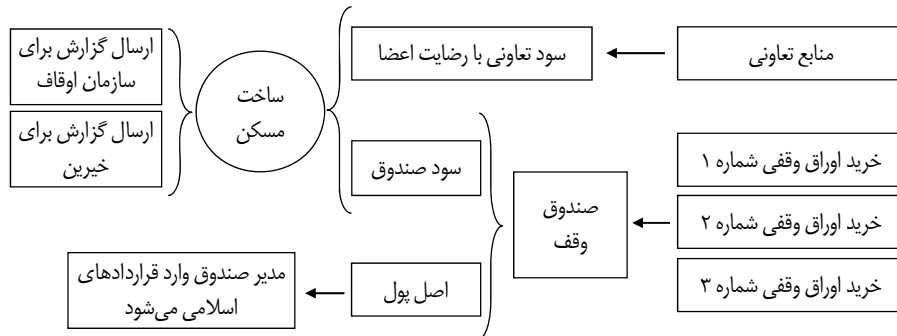 منابع تعاونی
سود تعاونی با رضایت اعضا
خرید اوراق وقفی شماره ۱
خرید اوراق وقفی شماره ۲
خرید اوراق وقفی شماره ۳
صندوق
وقف
سود صندوق
اصل پول
مدیر صندوق وارد قراردادهای
اسلامی می‌شود
ساخت
مسکن
ارسال گزارش برای
سازمان اوقاف
ارسال گزارش برای
خیرین